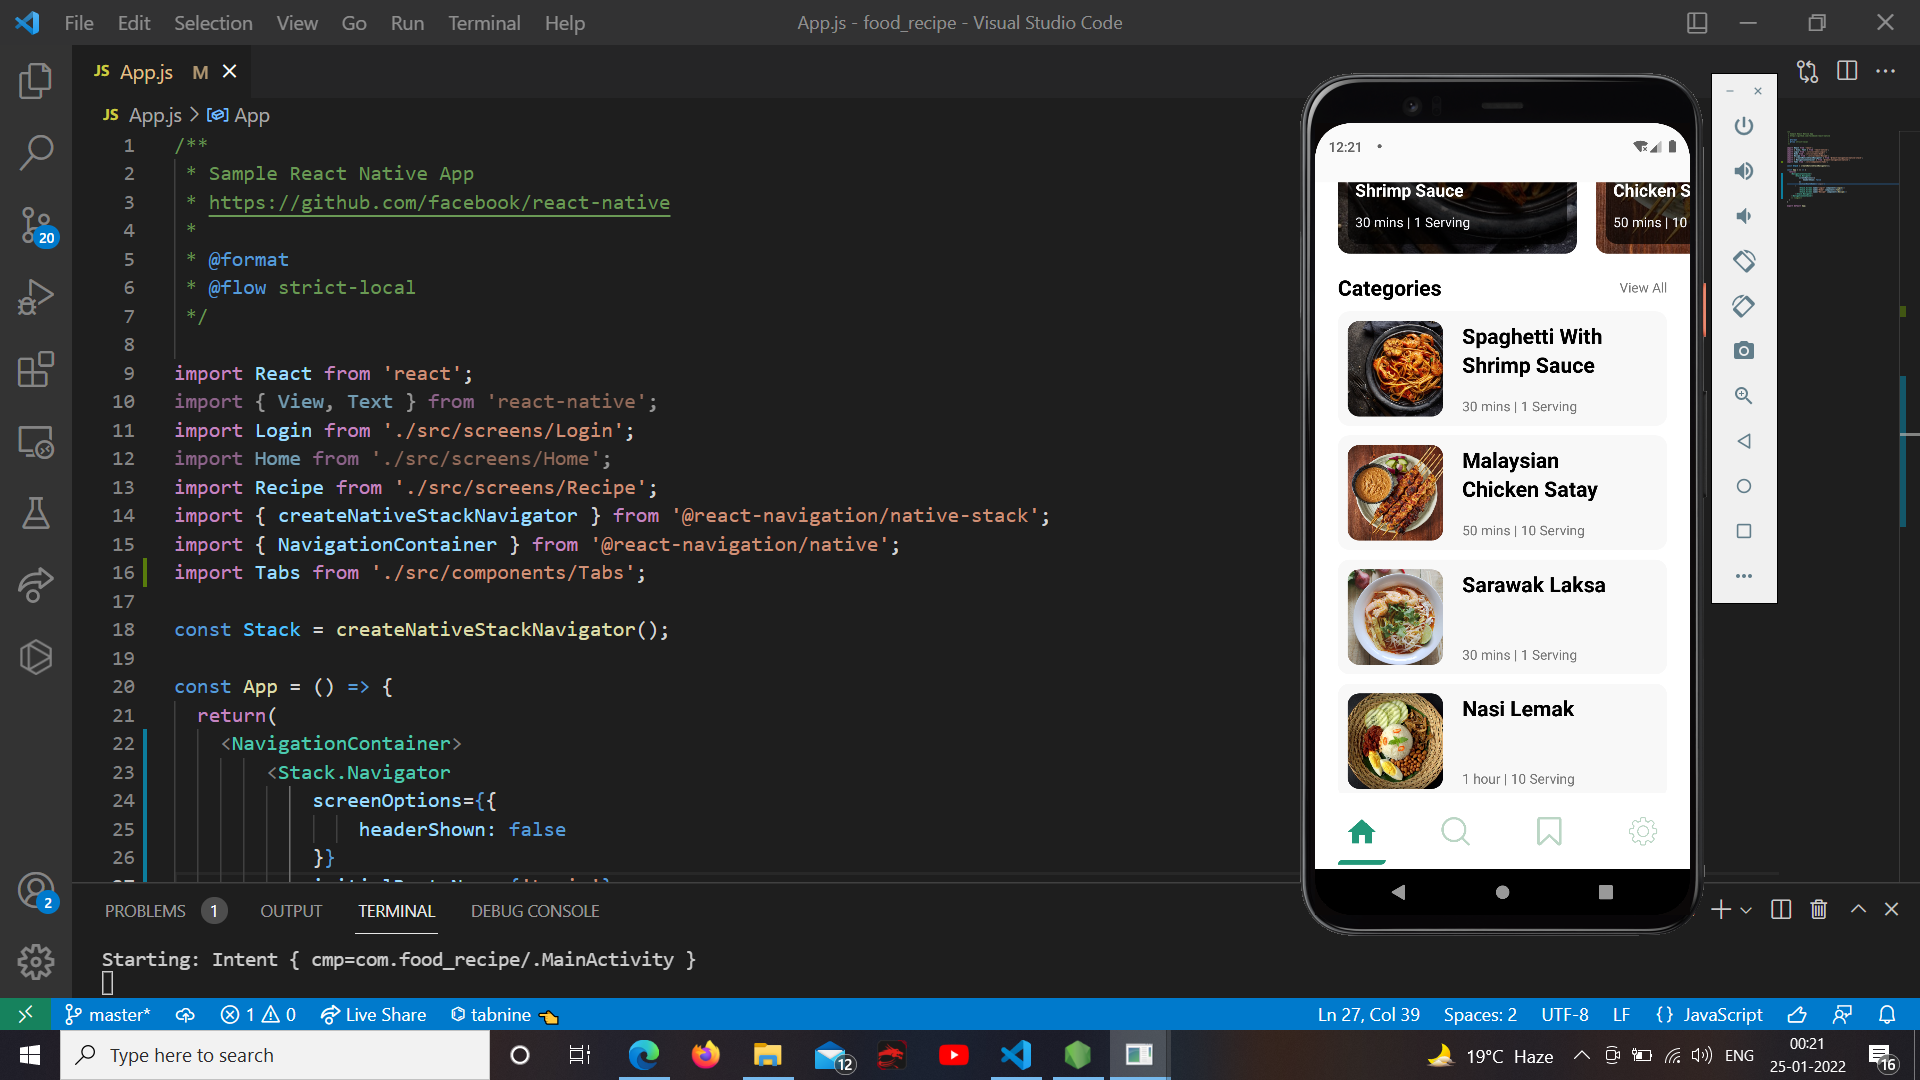 File Edit Selection View Go Run Terminal Help
App.js - food_recipe - Visual Studio Code
JS App.js M
JS App.js > App
1 /**
2 * Sample React Native App
3 * https://github.com/facebook/react-native
4 *
5 * @format
6 * @flow strict-local
7 */
8
9 import React from 'react';
10 import { View, Text } from 'react-native';
11 import Login from './src/screens/Login';
12 import Home from './src/screens/Home';
13 import Recipe from './src/screens/Recipe';
14 import { createNativeStackNavigator } from '@react-navigation/native-stack';
15 import { NavigationContainer } from '@react-navigation/native';
16 import Tabs from './src/components/Tabs';
17
18 const Stack = createNativeStackNavigator();
19
20 const App = () => {
21 return(
22 <NavigationContainer>
23 <Stack.Navigator
24 screenOptions={{
25 headerShown: false
26 }}
12:21
Shrimp Sauce
30 mins | 1 Serving
Chicken S
50 mins | 10
Categories
View All
Spaghetti With
Shrimp Sauce
30 mins | 1 Serving
Malaysian
Chicken Satay
50 mins | 10 Serving
Sarawak Laksa
30 mins | 1 Serving
Nasi Lemak
1 hour | 10 Serving
20
2
PROBLEMS 1 OUTPUT TERMINAL DEBUG CONSOLE
Starting: Intent { cmp=com.food_recipe/.MainActivity }
master* 1 0 Live Share tabnine
Ln 27, Col 39 Spaces: 2 UTF-8 LF {} JavaScript
Type here to search
12
19°C Haze
ENG
00:21
25-01-2022
16